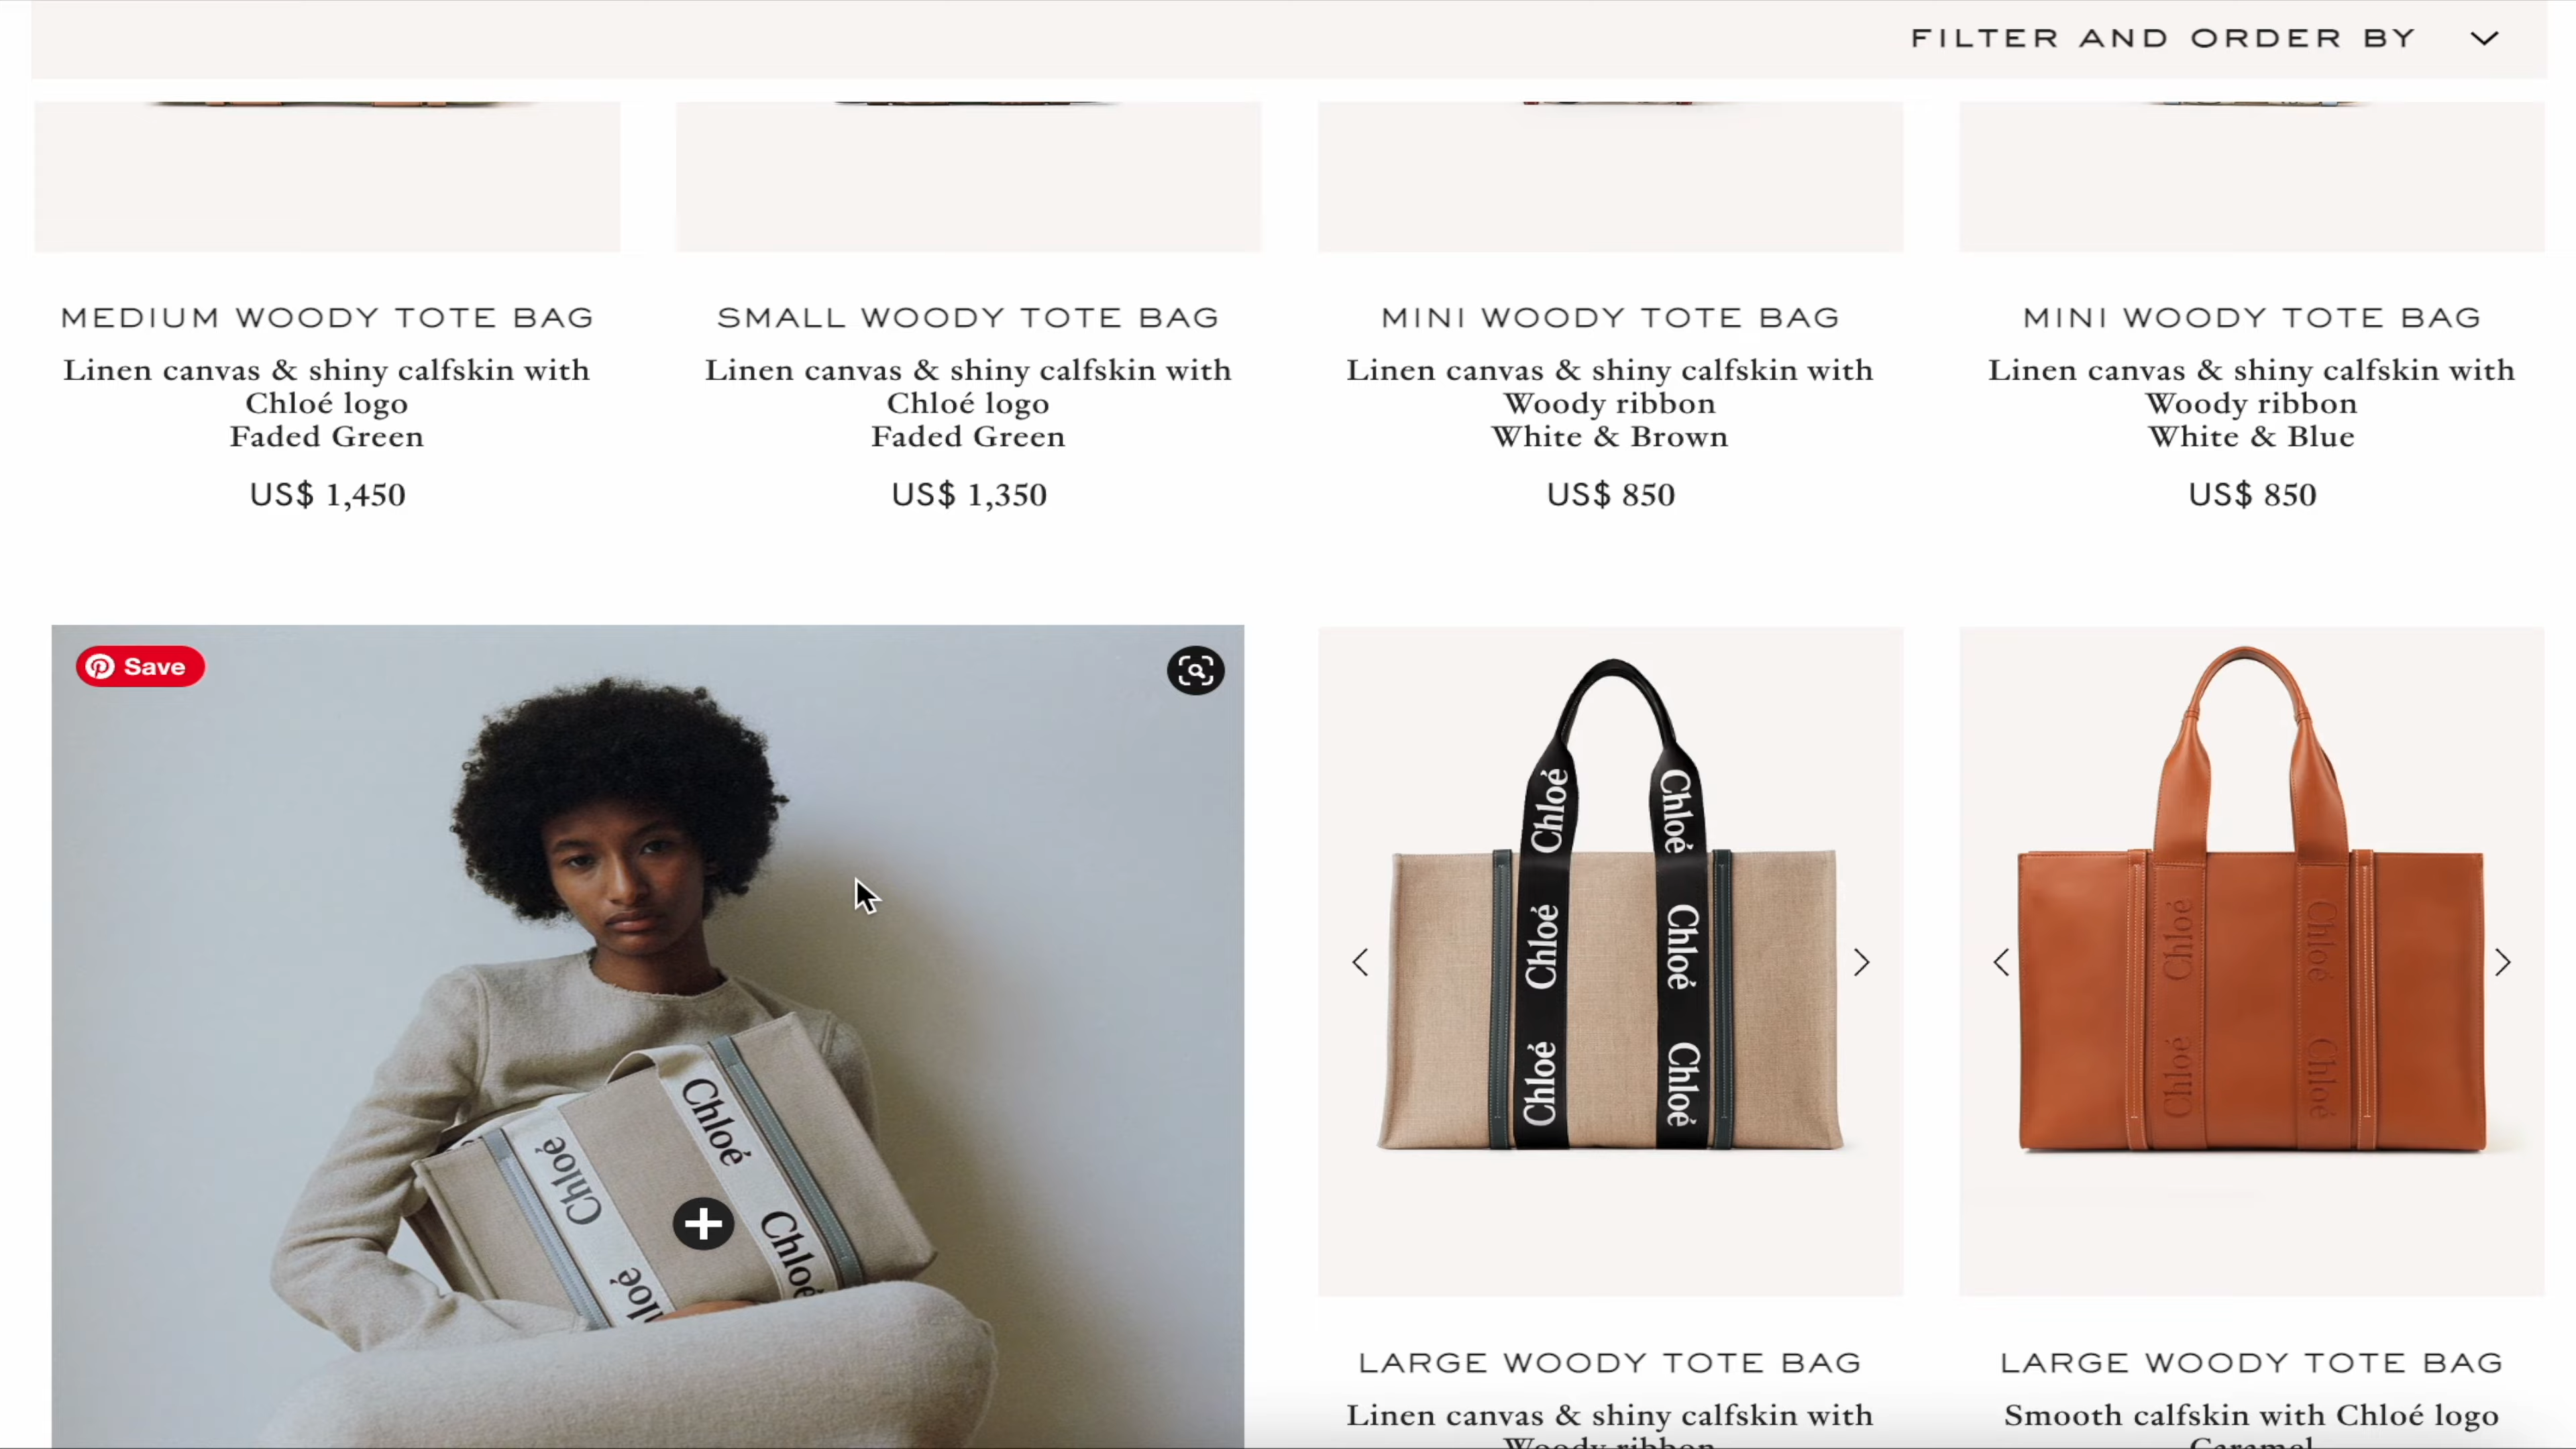 FILTER AND ORDER BY
MEDIUM WOODY TOTE BAG
Linen canvas & shiny calfskin with
Chloé logo
Faded Green
US$ 1,450
SMALL WOODY TOTE BAG
Linen canvas & shiny calfskin with
Chloé logo
Faded Green
US$ 1,350
MINI WOODY TOTE BAG
Linen canvas & shiny calfskin with
Woody ribbon
White & Brown
US$ 850
MINI WOODY TOTE BAG
Linen canvas & shiny calfskin with
Woody ribbon
White & Blue
US$ 850
Save
Chloé
Chloé
Chloé
Chloé
Chloé
Chloé
Chloé
Chloé
Chloé
Chloé
Chloé
Chloé
Chloé
Chloé
LARGE WOODY TOTE BAG
Linen canvas & shiny calfskin with
Woody ribbon
LARGE WOODY TOTE BAG
Smooth calfskin with Chloé logo
Caramel